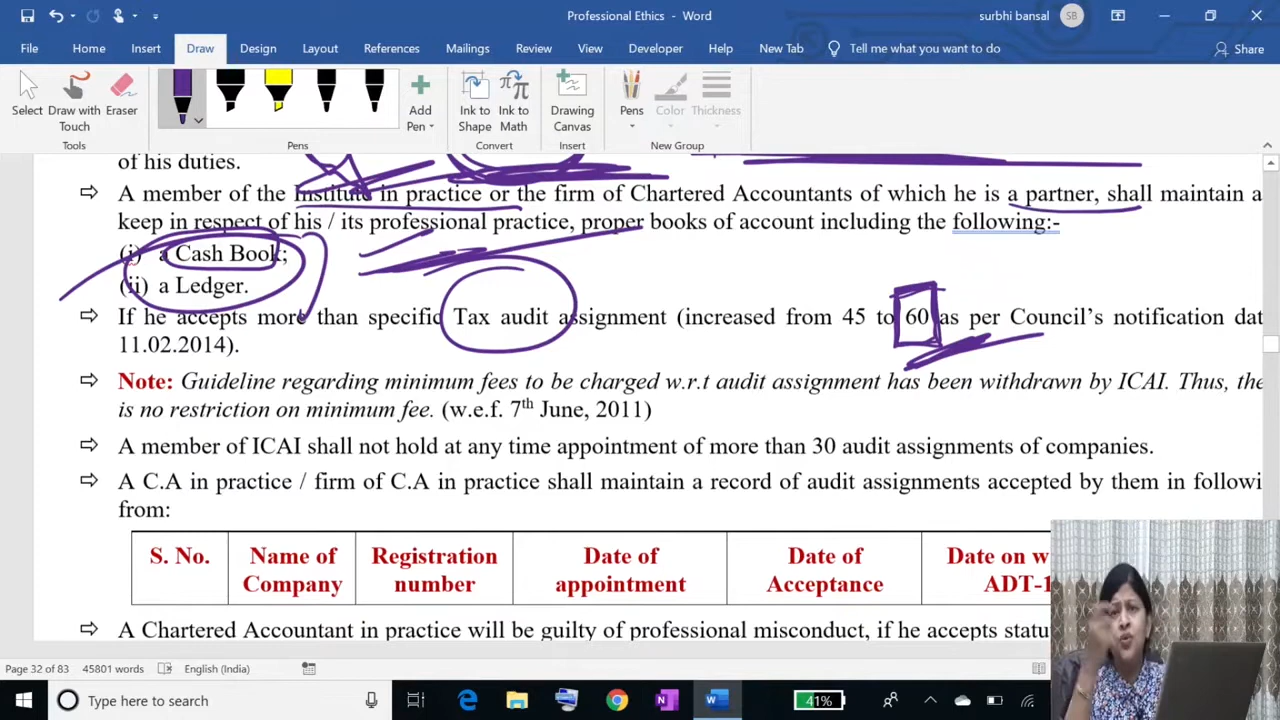 Professional Ethics - Word
surbhi bansal SB
File Home Insert Draw Design Layout References Mailings Review View Developer Help New Tab Tell me what you want to do Share
Select Draw with Touch Eraser Add Pen Ink to Shape Ink to Math Drawing Canvas Pens Color Thickness
Tools Pens Convert Insert New Group
of his duties.
⇨ A member of the Institute in practice or the firm of Chartered Accountants of which he is a partner, shall maintain a
keep in respect of his / its professional practice, proper books of account including the following:-
(i) a Cash Book;
(ii) a Ledger.
⇨ If he accepts more than specific Tax audit assignment (increased from 45 to 60 as per Council's notification dat
11.02.2014).
⇨ Note: Guideline regarding minimum fees to be charged w.r.t audit assignment has been withdrawn by ICAI. Thus, the
is no restriction on minimum fee. (w.e.f. 7th June, 2011)
⇨ A member of ICAI shall not hold at any time appointment of more than 30 audit assignments of companies.
⇨ A C.A in practice / firm of C.A in practice shall maintain a record of audit assignments accepted by them in followi
from:
S. No. Name of Company Registration number Date of appointment Date of Acceptance Date on w ADT-1
⇨ A Chartered Accountant in practice will be guilty of professional misconduct, if he accepts statu
Page 32 of 83 45801 words English (India)
Type here to search 41%